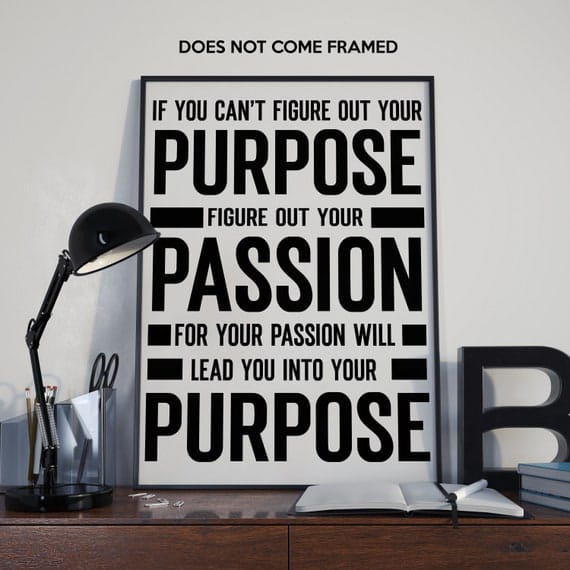 DOES NOT COME FRAMED
IF YOU CAN'T FIGURE OUT YOUR
PURPOSE
FIGURE OUT YOUR
PASSION
FOR YOUR PASSION WILL
LEAD YOU INTO YOUR
PURPOSE
B